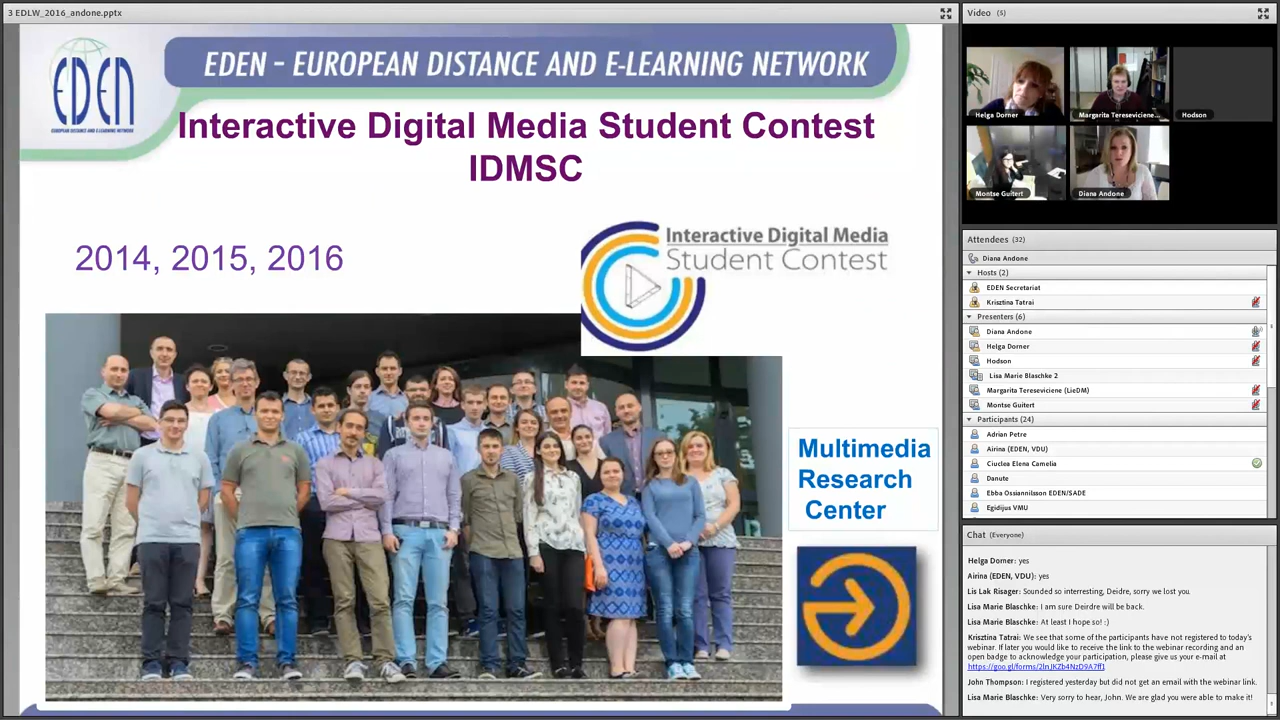 3 EDLW_2016_andone.pptx
EDEN
EUROPEAN DISTANCE AND E-LEARNING NETWORK
EDEN – EUROPEAN DISTANCE AND E-LEARNING NETWORK
Interactive Digital Media Student Contest
IDMSC
2014, 2015, 2016
Interactive Digital Media
Student Contest
Multimedia
Research
Center
Video (5)
Helga Dorner
Margarita Tereseviciene...
Hodson
Montse Guitert
Diana Andone
Attendees (32)
Diana Andone
Hosts (2)
EDEN Secretariat
Krisztina Tatrai
Presenters (6)
Diana Andone
Helga Dorner
Hodson
Lisa Marie Blaschke 2
Margarita Tereseviciene (LieDM)
Montse Guitert
Participants (24)
Adrian Petre
Airina (EDEN, VDU)
Ciuclea Elena Camelia
Danute
Ebba Ossiannilsson EDEN/SADE
Egidijus VMU
Chat (Everyone)
Helga Dorner: yes
Airina (EDEN, VDU): yes
Lis Lak Risager: Sounded so interresting, Deidre, sorry we lost you.
Lisa Marie Blaschke: I am sure Deirdre will be back.
Lisa Marie Blaschke: At least I hope so! :)
Krisztina Tatrai: We see that some of the participants have not registered to today's
webinar. If later you would like to receive the link to the webinar recording and an
open badge to acknowledge your participation, please give us your e-mail at
https://goo.gl/forms/2lnJKZb4NzD9A7ff1
John Thompson: I registered yesterday but did not get an email with the webinar link.
Lisa Marie Blaschke: Very sorry to hear, John. We are glad you were able to make it!